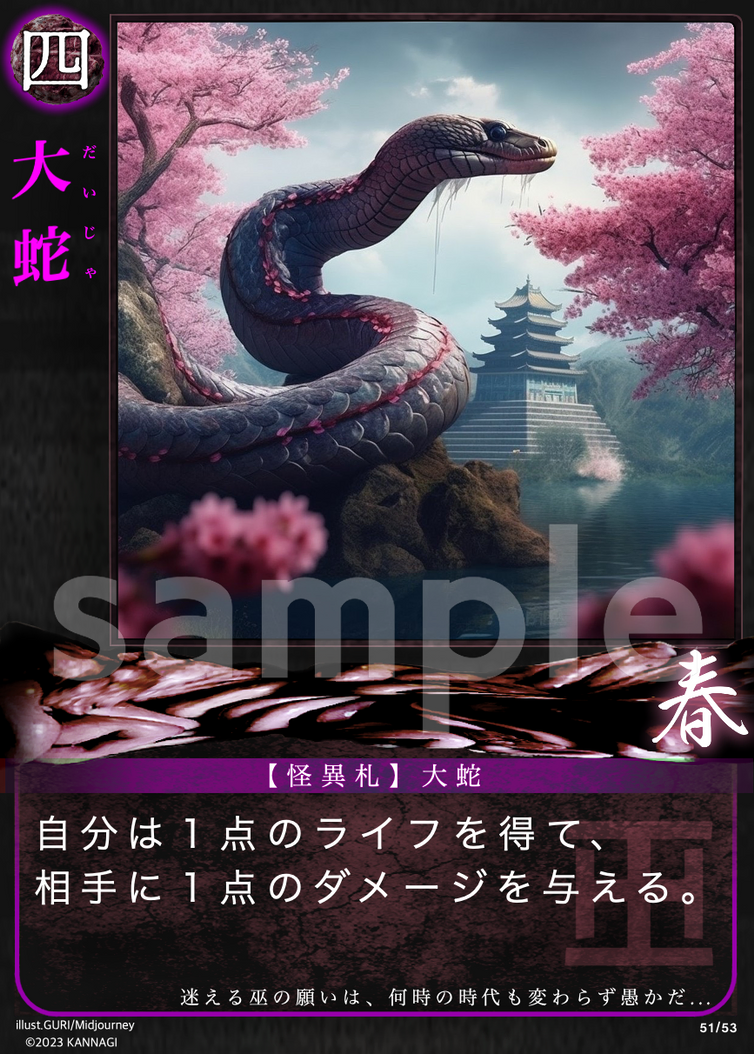 四
大蛇
だいじゃ
sample
春
【怪異札】大蛇
自分は１点のライフを得て、
相手に１点のダメージを与える。
巫
迷える巫の願いは、何時の時代も変わらず愚かだ…
illust.GURI/Midjourney
51/53
©2023 KANNAGI